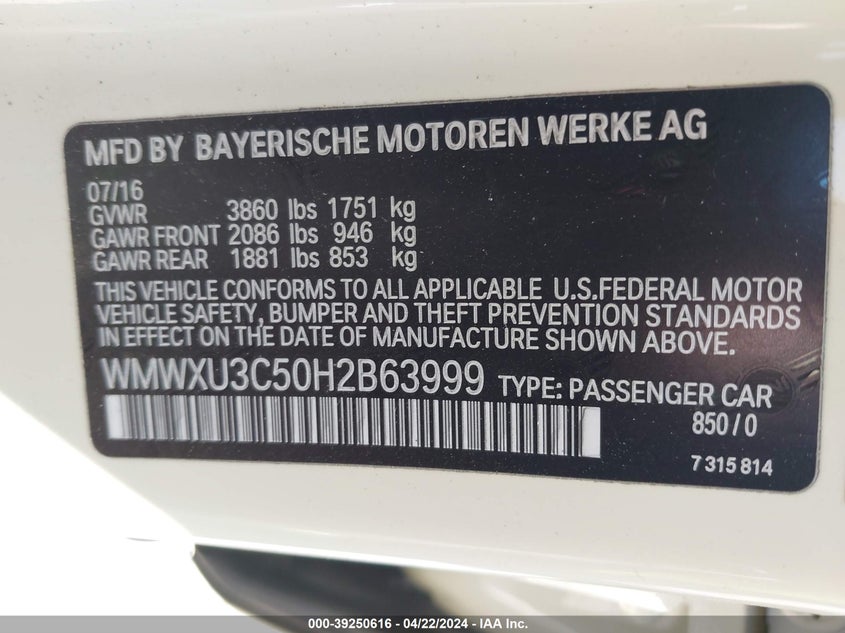 MFD BY BAYERISCHE MOTOREN WERKE AG
07/16
GVWR 3860 lbs 1751 kg
GAWR FRONT 2086 lbs 946 kg
GAWR REAR 1881 lbs 853 kg
THIS VEHICLE CONFORMS TO ALL APPLICABLE U.S.FEDERAL MOTOR
VEHICLE SAFETY, BUMPER AND THEFT PREVENTION STANDARDS
IN EFFECT ON THE DATE OF MANUFACTURE SHOWN ABOVE.
WMWXU3C50H2B63999 TYPE: PASSENGER CAR
850/0
7 315 814
000-39250616 - 04/22/2024 - IAA Inc.